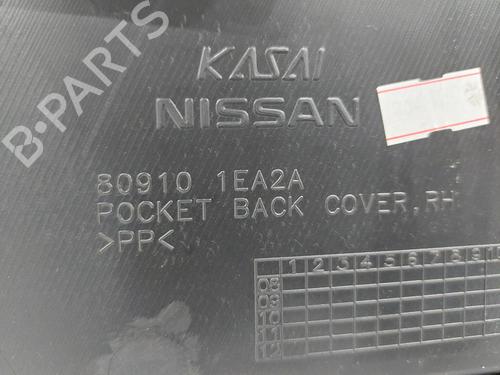 B-PARTS
KASAI
NISSAN
80910 1EA2A
POCKET BACK COVER, RH
>PP<
1 2 3 4 5 6 7 8 9
08
09
10
11
12